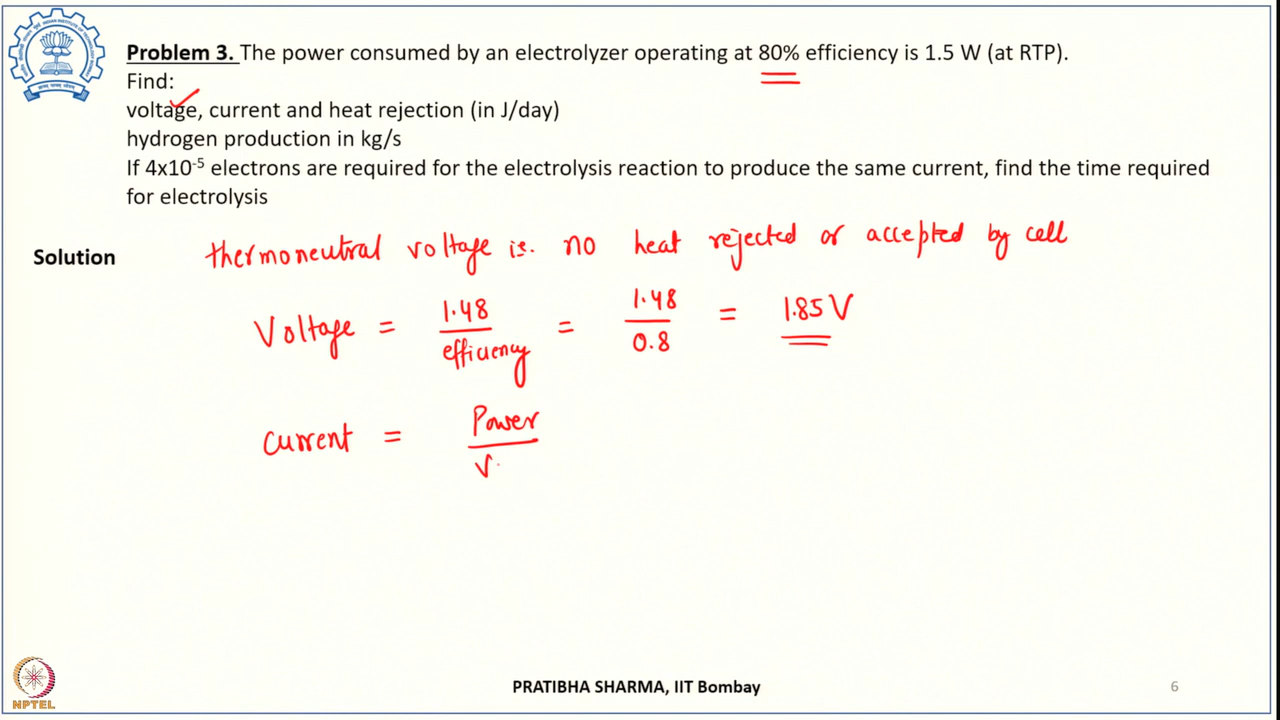 Problem 3. The power consumed by an electrolyzer operating at 80% efficiency is 1.5 W (at RTP).
Find:
voltage, current and heat rejection (in J/day)
hydrogen production in kg/s
If 4x10⁻⁵ electrons are required for the electrolysis reaction to produce the same current, find the time required
for electrolysis
Solution
thermoneutral voltage is. no heat rejected or accepted by cell
Voltage = 1.48 / efficiency = 1.48 / 0.8 = 1.85 V
Current = Power / V
NPTEL
PRATIBHA SHARMA, IIT Bombay
6